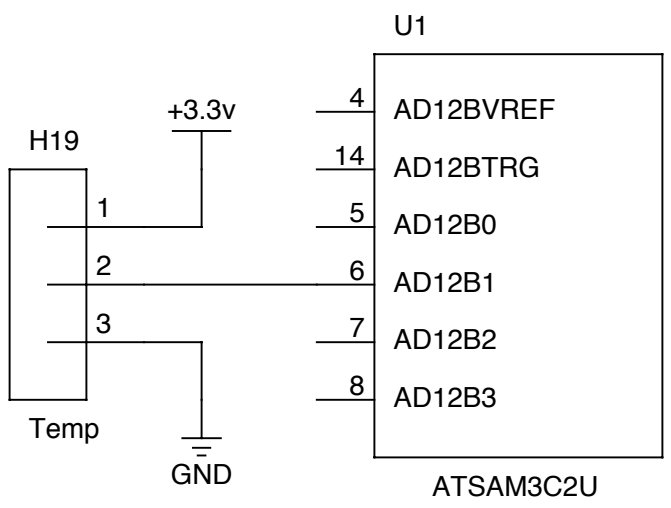 U1
+3.3v
4 AD12BVREF
H19
14 AD12BTRG
1
5 AD12B0
2
6 AD12B1
3
7 AD12B2
8 AD12B3
Temp
GND
ATSAM3C2U